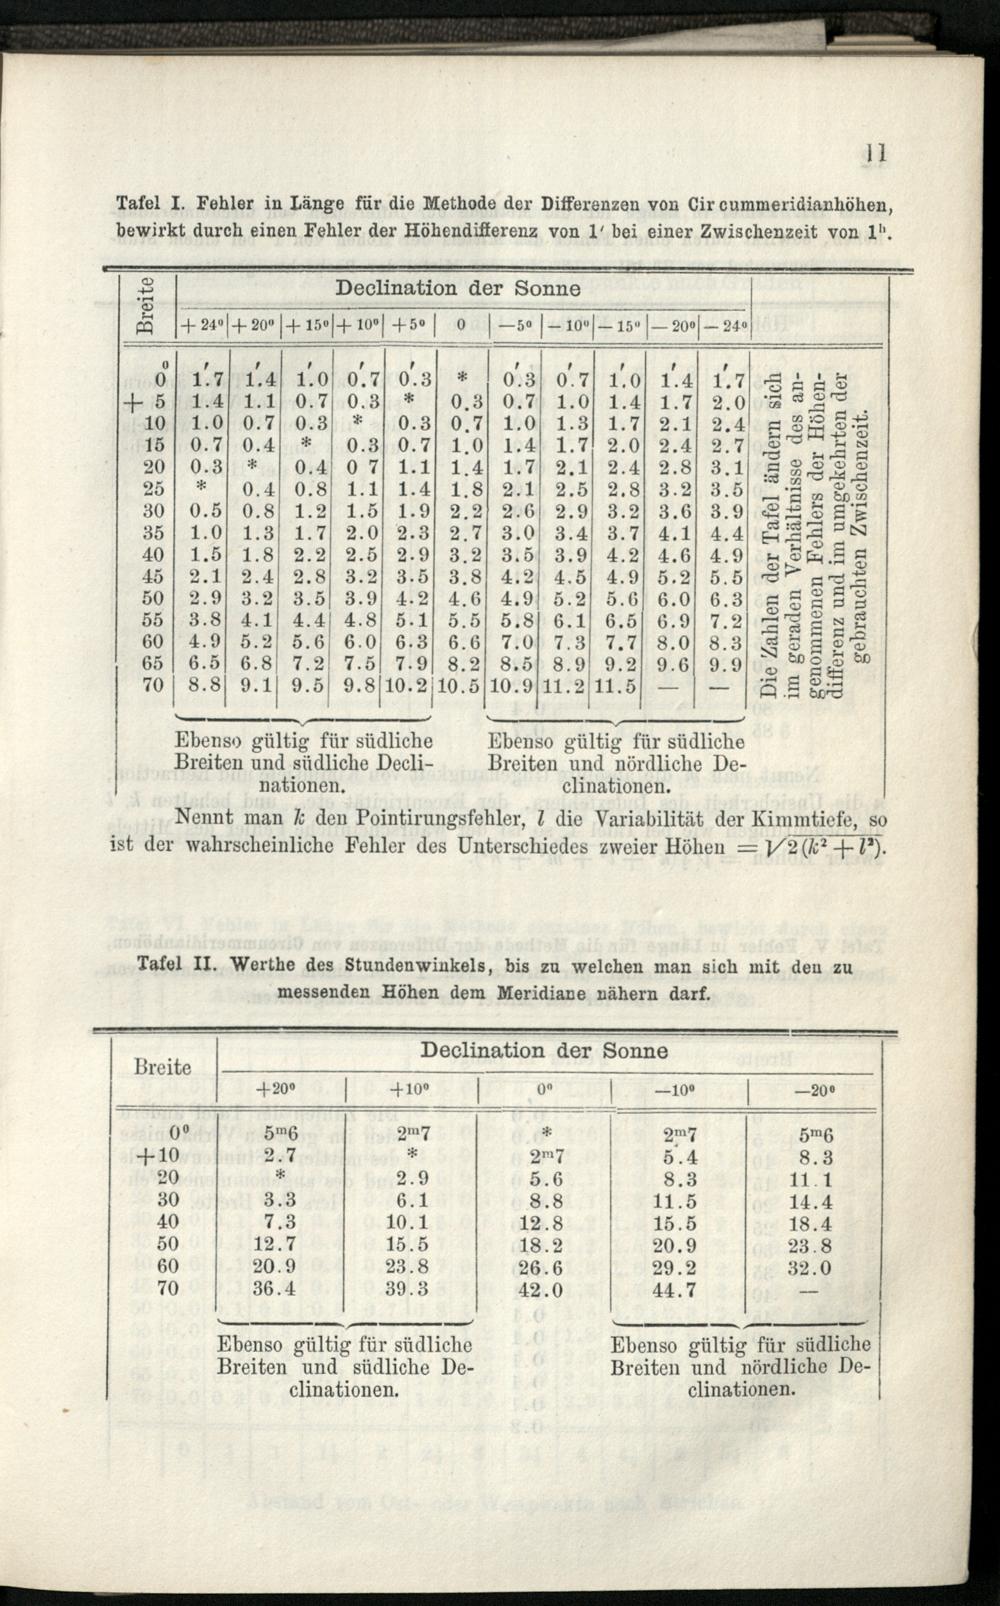 11
Tafel I. Fehler in Länge für die Methode der Differenzen von Circummeridianhöhen,
bewirkt durch einen Fehler der Höhendifferenz von 1′ bei einer Zwischenzeit von 1ʰ.
Breite
Declination der Sonne
+24° +20° +15° +10° +5° 0 —5° —10° —15° —20° —24°
0° 1′.7 1′.4 1′.0 0′.7 0′.3 * 0′.3 0′.7 1′.0 1′.4 1′.7
+ 5 1.4 1.1 0.7 0.3 * 0.3 0.7 1.0 1.4 1.7 2.0
10 1.0 0.7 0.3 * 0.3 0.7 1.0 1.3 1.7 2.1 2.4
15 0.7 0.4 * 0.3 0.7 1.0 1.4 1.7 2.0 2.4 2.7
20 0.3 * 0.4 0 7 1.1 1.4 1.7 2.1 2.4 2.8 3.1
25 * 0.4 0.8 1.1 1.4 1.8 2.1 2.5 2.8 3.2 3.5
30 0.5 0.8 1.2 1.5 1.9 2.2 2.6 2.9 3.2 3.6 3.9
35 1.0 1.3 1.7 2.0 2.3 2.7 3.0 3.4 3.7 4.1 4.4
40 1.5 1.8 2.2 2.5 2.9 3.2 3.5 3.9 4.2 4.6 4.9
45 2.1 2.4 2.8 3.2 3.5 3.8 4.2 4.5 4.9 5.2 5.5
50 2.9 3.2 3.5 3.9 4.2 4.6 4.9 5.2 5.6 6.0 6.3
55 3.8 4.1 4.4 4.8 5.1 5.5 5.8 6.1 6.5 6.9 7.2
60 4.9 5.2 5.6 6.0 6.3 6.6 7.0 7.3 7.7 8.0 8.3
65 6.5 6.8 7.2 7.5 7.9 8.2 8.5 8.9 9.2 9.6 9.9
70 8.8 9.1 9.5 9.8 10.2 10.5 10.9 11.2 11.5 — —
Die Zahlen der Tafel ändern sich
im geraden Verhältnisse des an-
genommenen Fehlers der Höhen-
differenz und im umgekehrten der
gebrauchten Zwischenzeit.
Ebenso gültig für südliche
Breiten und südliche Decli-
nationen.
Ebenso gültig für südliche
Breiten und nördliche De-
clinationen.
Nennt man k den Pointirungsfehler, l die Variabilität der Kimmtiefe, so
ist der wahrscheinliche Fehler des Unterschiedes zweier Höhen = √2 (k² + l²).
Tafel II. Werthe des Stundenwinkels, bis zu welchen man sich mit den zu
messenden Höhen dem Meridiane nähern darf.
Breite
Declination der Sonne
+20° +10° 0° —10° —20°
0° 5ᵐ6 2ᵐ7 * 2ᵐ7 5ᵐ6
+10 2.7 * 2ᵐ7 5.4 8.3
20 * 2.9 5.6 8.3 11.1
30 3.3 6.1 8.8 11.5 14.4
40 7.3 10.1 12.8 15.5 18.4
50 12.7 15.5 18.2 20.9 23.8
60 20.9 23.8 26.6 29.2 32.0
70 36.4 39.3 42.0 44.7 —
Ebenso gültig für südliche
Breiten und südliche De-
clinationen.
Ebenso gültig für südliche
Breiten und nördliche De-
clinationen.